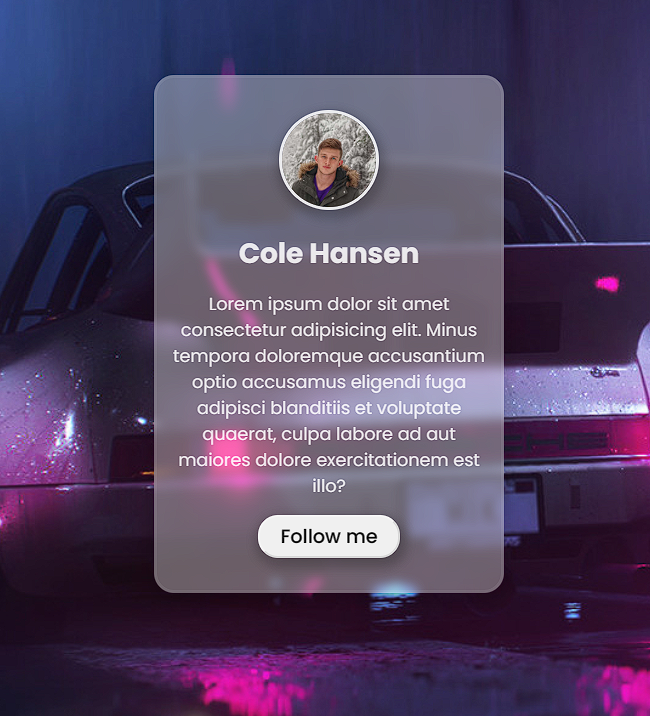 Cole Hansen
Lorem ipsum dolor sit amet
consectetur adipisicing elit. Minus
tempora doloremque accusantium
optio accusamus eligendi fuga
adipisci blanditiis et voluptate
quaerat, culpa labore ad aut
maiores dolore exercitationem est
illo?
Follow me